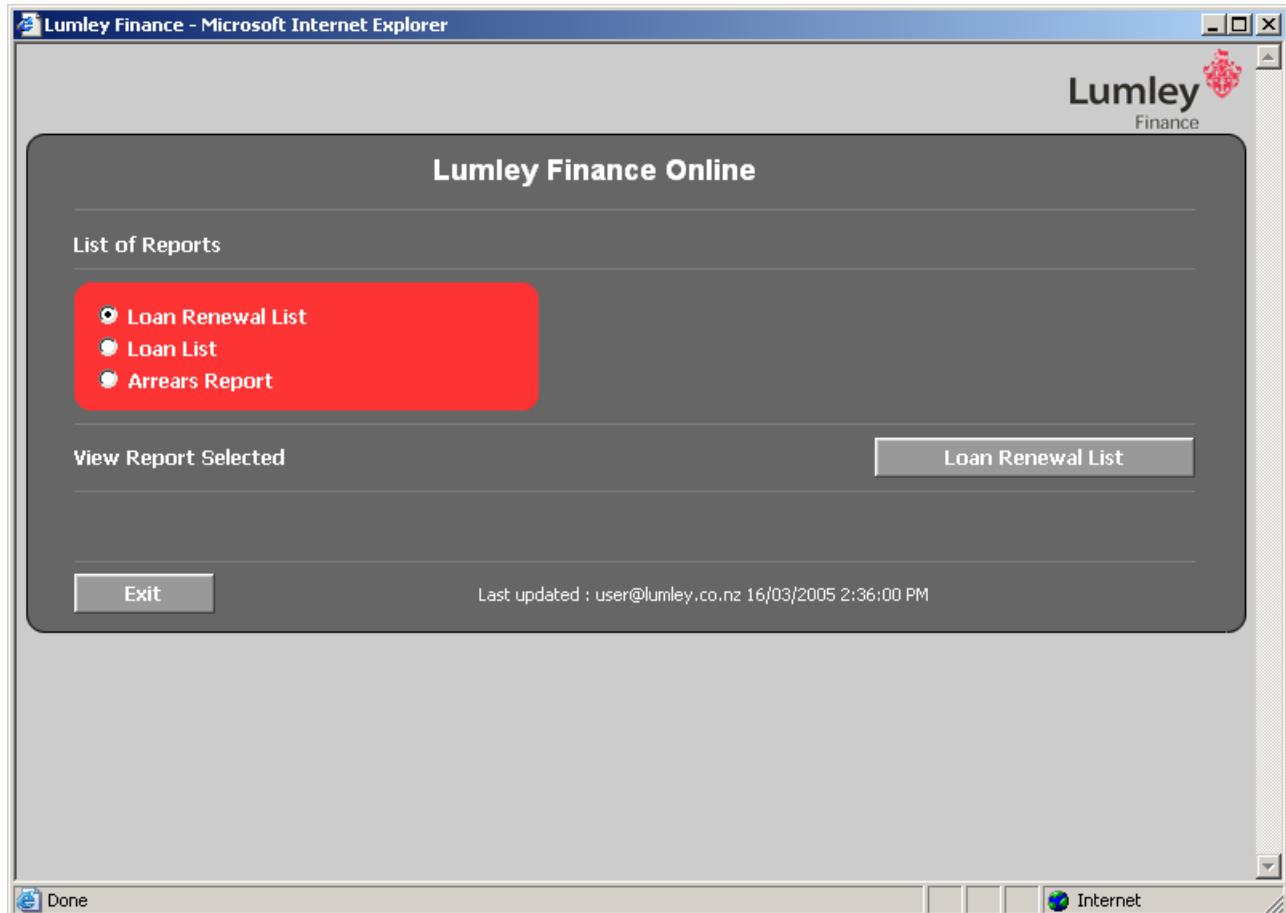 Lumley Finance - Microsoft Internet Explorer
Lumley
Finance
Lumley Finance Online
List of Reports
Loan Renewal List
Loan List
Arrears Report
View Report Selected
Loan Renewal List
Exit
Last updated : user@lumley.co.nz 16/03/2005 2:36:00 PM
Done
Internet